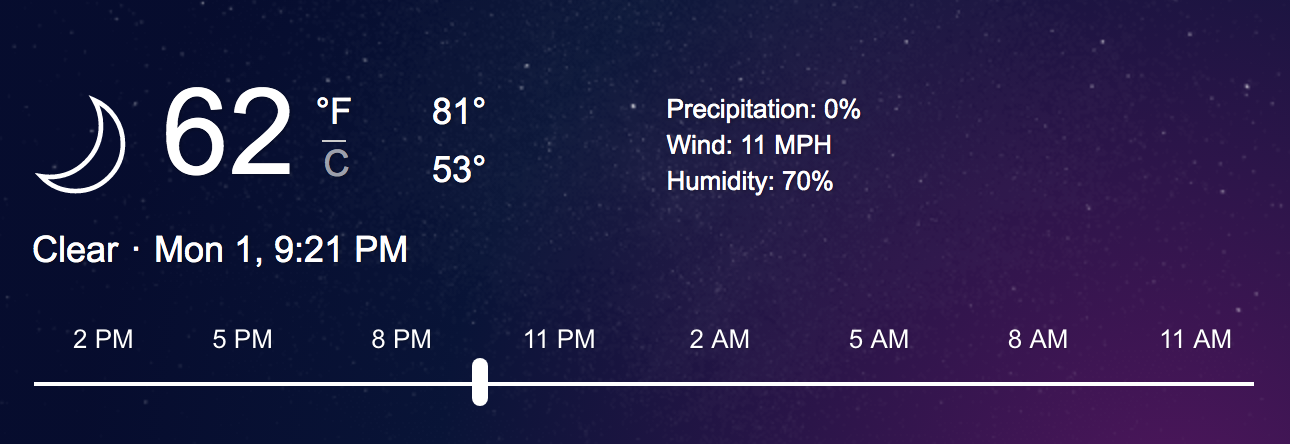 62 °F 81°
C 53°
Precipitation: 0%
Wind: 11 MPH
Humidity: 70%
Clear · Mon 1, 9:21 PM
2 PM 5 PM 8 PM 11 PM 2 AM 5 AM 8 AM 11 AM